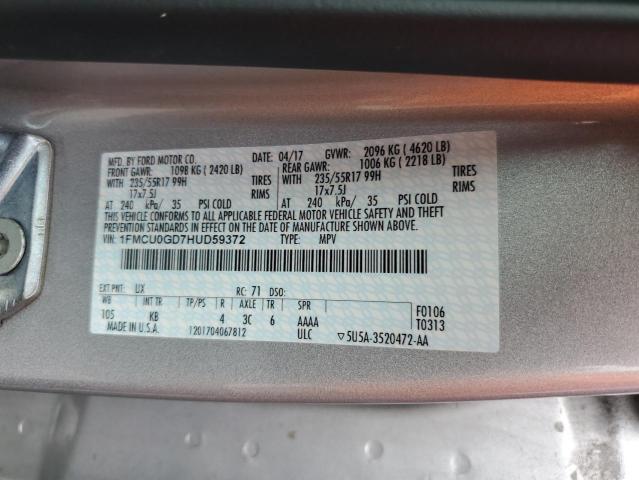 MFD. BY FORD MOTOR CO. DATE: 04/17 GVWR: 2096 KG ( 4620 LB)
FRONT GAWR: 1098 KG ( 2420 LB) REAR GAWR: 1006 KG ( 2218 LB)
WITH 235/55R17 99H TIRES WITH 235/55R17 99H TIRES
17x7.5J RIMS 17x7.5J RIMS
AT 240 kPa/ 35 PSI COLD AT 240 kPa/ 35 PSI COLD
THIS VEHICLE CONFORMS TO ALL APPLICABLE FEDERAL MOTOR VEHICLE SAFETY AND THEFT
PREVENTION STANDARDS IN EFFECT ON THE DATE OF MANUFACTURE SHOWN ABOVE.
VIN: 1FMCU0GD7HUD59372 TYPE: MPV
EXT PNT: UX RC: 71 DSO:
WB INT TR TP/PS R AXLE TR SPR F0106
105 KB 4 3C 6 AAAA T0313
MADE IN U.S.A. 1201704067812 ULC ▽5U5A-3520472-AA